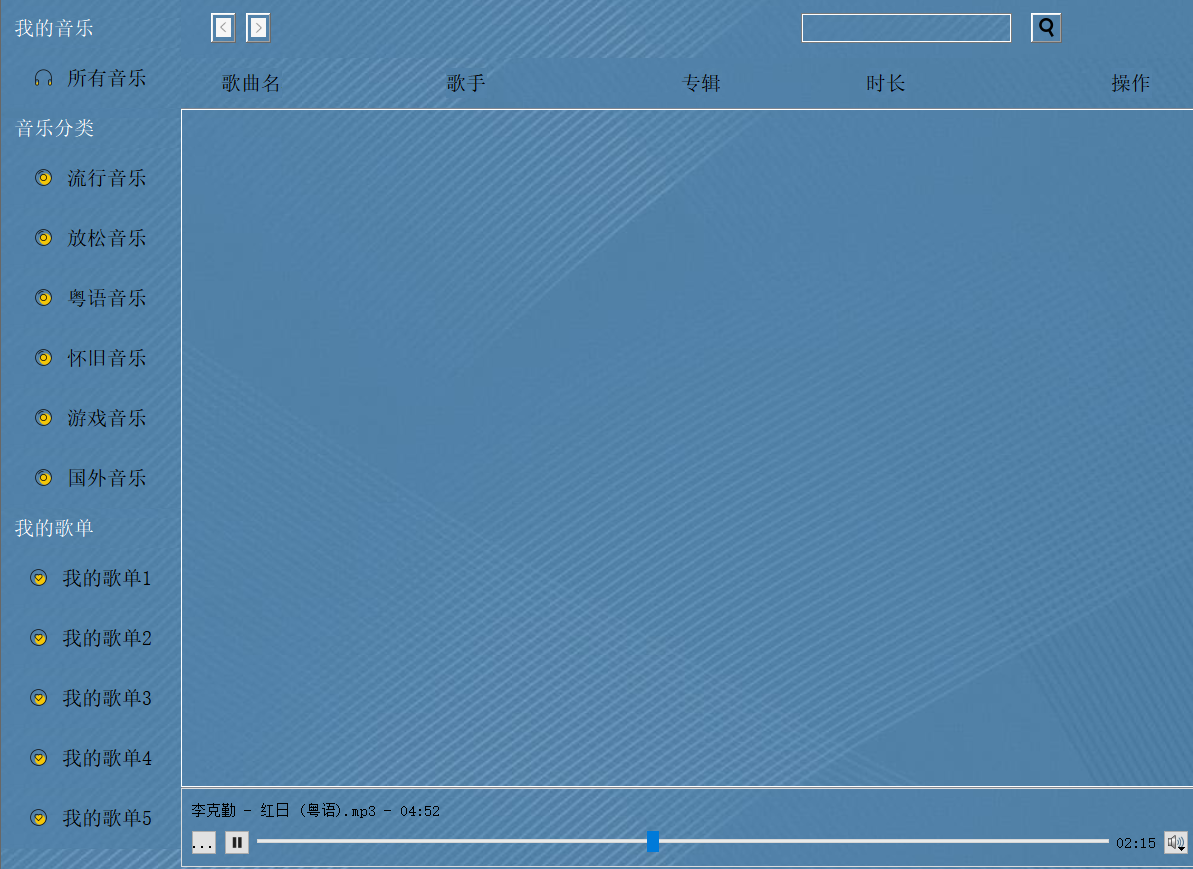 我的音乐
所有音乐
音乐分类
流行音乐
放松音乐
粤语音乐
怀旧音乐
游戏音乐
国外音乐
我的歌单
我的歌单1
我的歌单2
我的歌单3
我的歌单4
我的歌单5
< >
歌曲名 歌手 专辑 时长 操作
李克勤 - 红日 (粤语).mp3 - 04:52
... 02:15